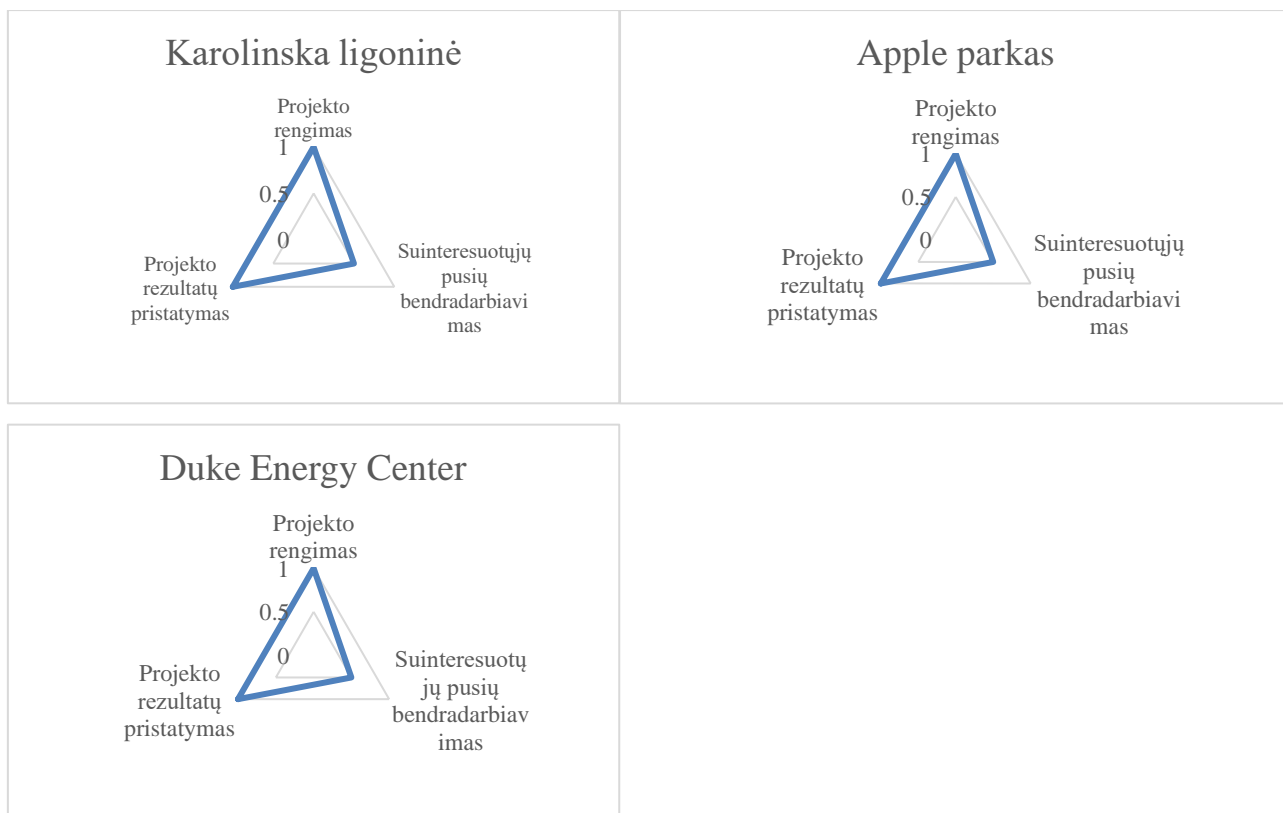 Karolinska ligoninė
Projekto
rengimas
1
0.5
0
Projekto
rezultatų
pristatymas
Suinteresuotųjų
pusių
bendradarbiavi
mas
Apple parkas
Projekto
rengimas
1
0.5
0
Projekto
rezultatų
pristatymas
Suinteresuotųjų
pusių
bendradarbiavi
mas
Duke Energy Center
Projekto
rengimas
1
0.5
0
Projekto
rezultatų
pristatymas
Suinteresuotų
jų pusių
bendradarbiav
imas